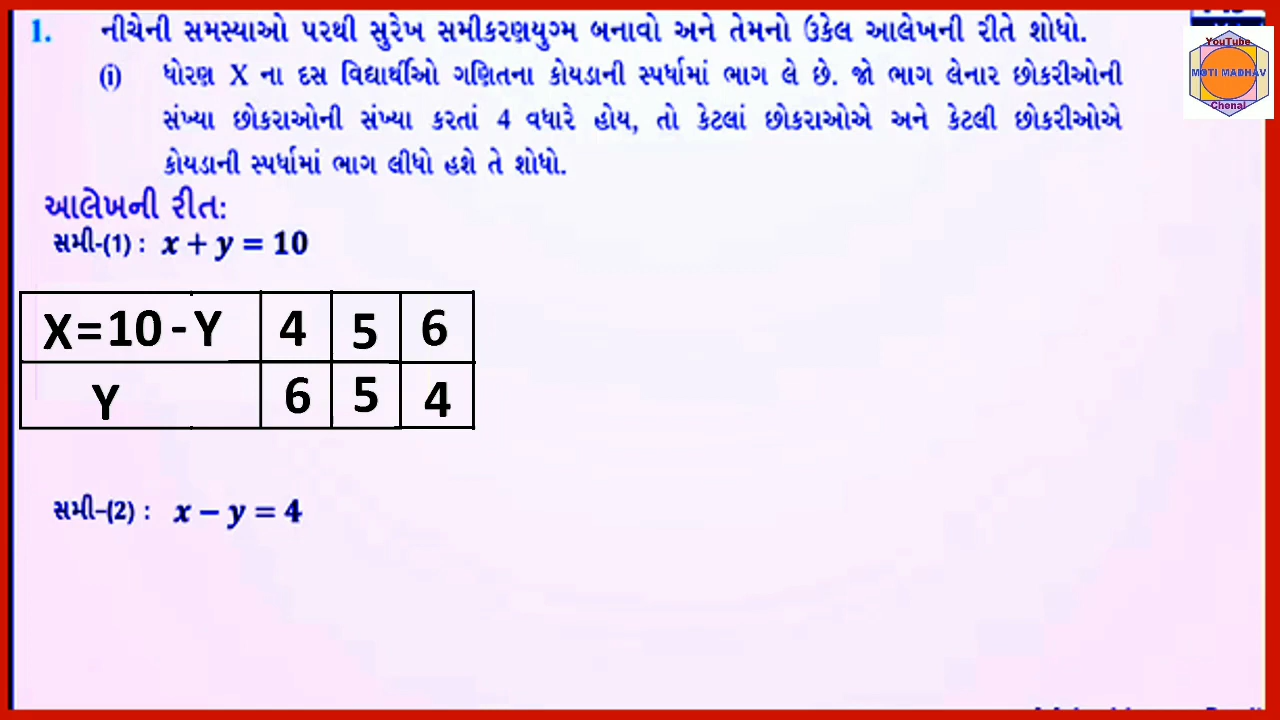 1. નીચેની સમસ્યાઓ પરથી સુરેખ સમીકરણયુગ્મ બનાવો અને તેમનો ઉકેલ આલેખની રીતે શોધો.
(i) ધોરણ X ના દસ વિદ્યાર્થીઓ ગણિતના કોયડાની સ્પર્ધામાં ભાગ લે છે. જો ભાગ લેનાર છોકરીઓની
સંખ્યા છોકરાઓની સંખ્યા કરતાં 4 વધારે હોય, તો કેટલાં છોકરાઓએ અને કેટલી છોકરીઓએ
કોયડાની સ્પર્ધામાં ભાગ લીધો હશે તે શોધો.
YouTube
MOTI MADHAV
Chenal
આલેખની રીત:
સમી-(1) : x + y = 10
X=10-Y 4 5 6
Y 6 5 4
સમી-(2) : x − y = 4